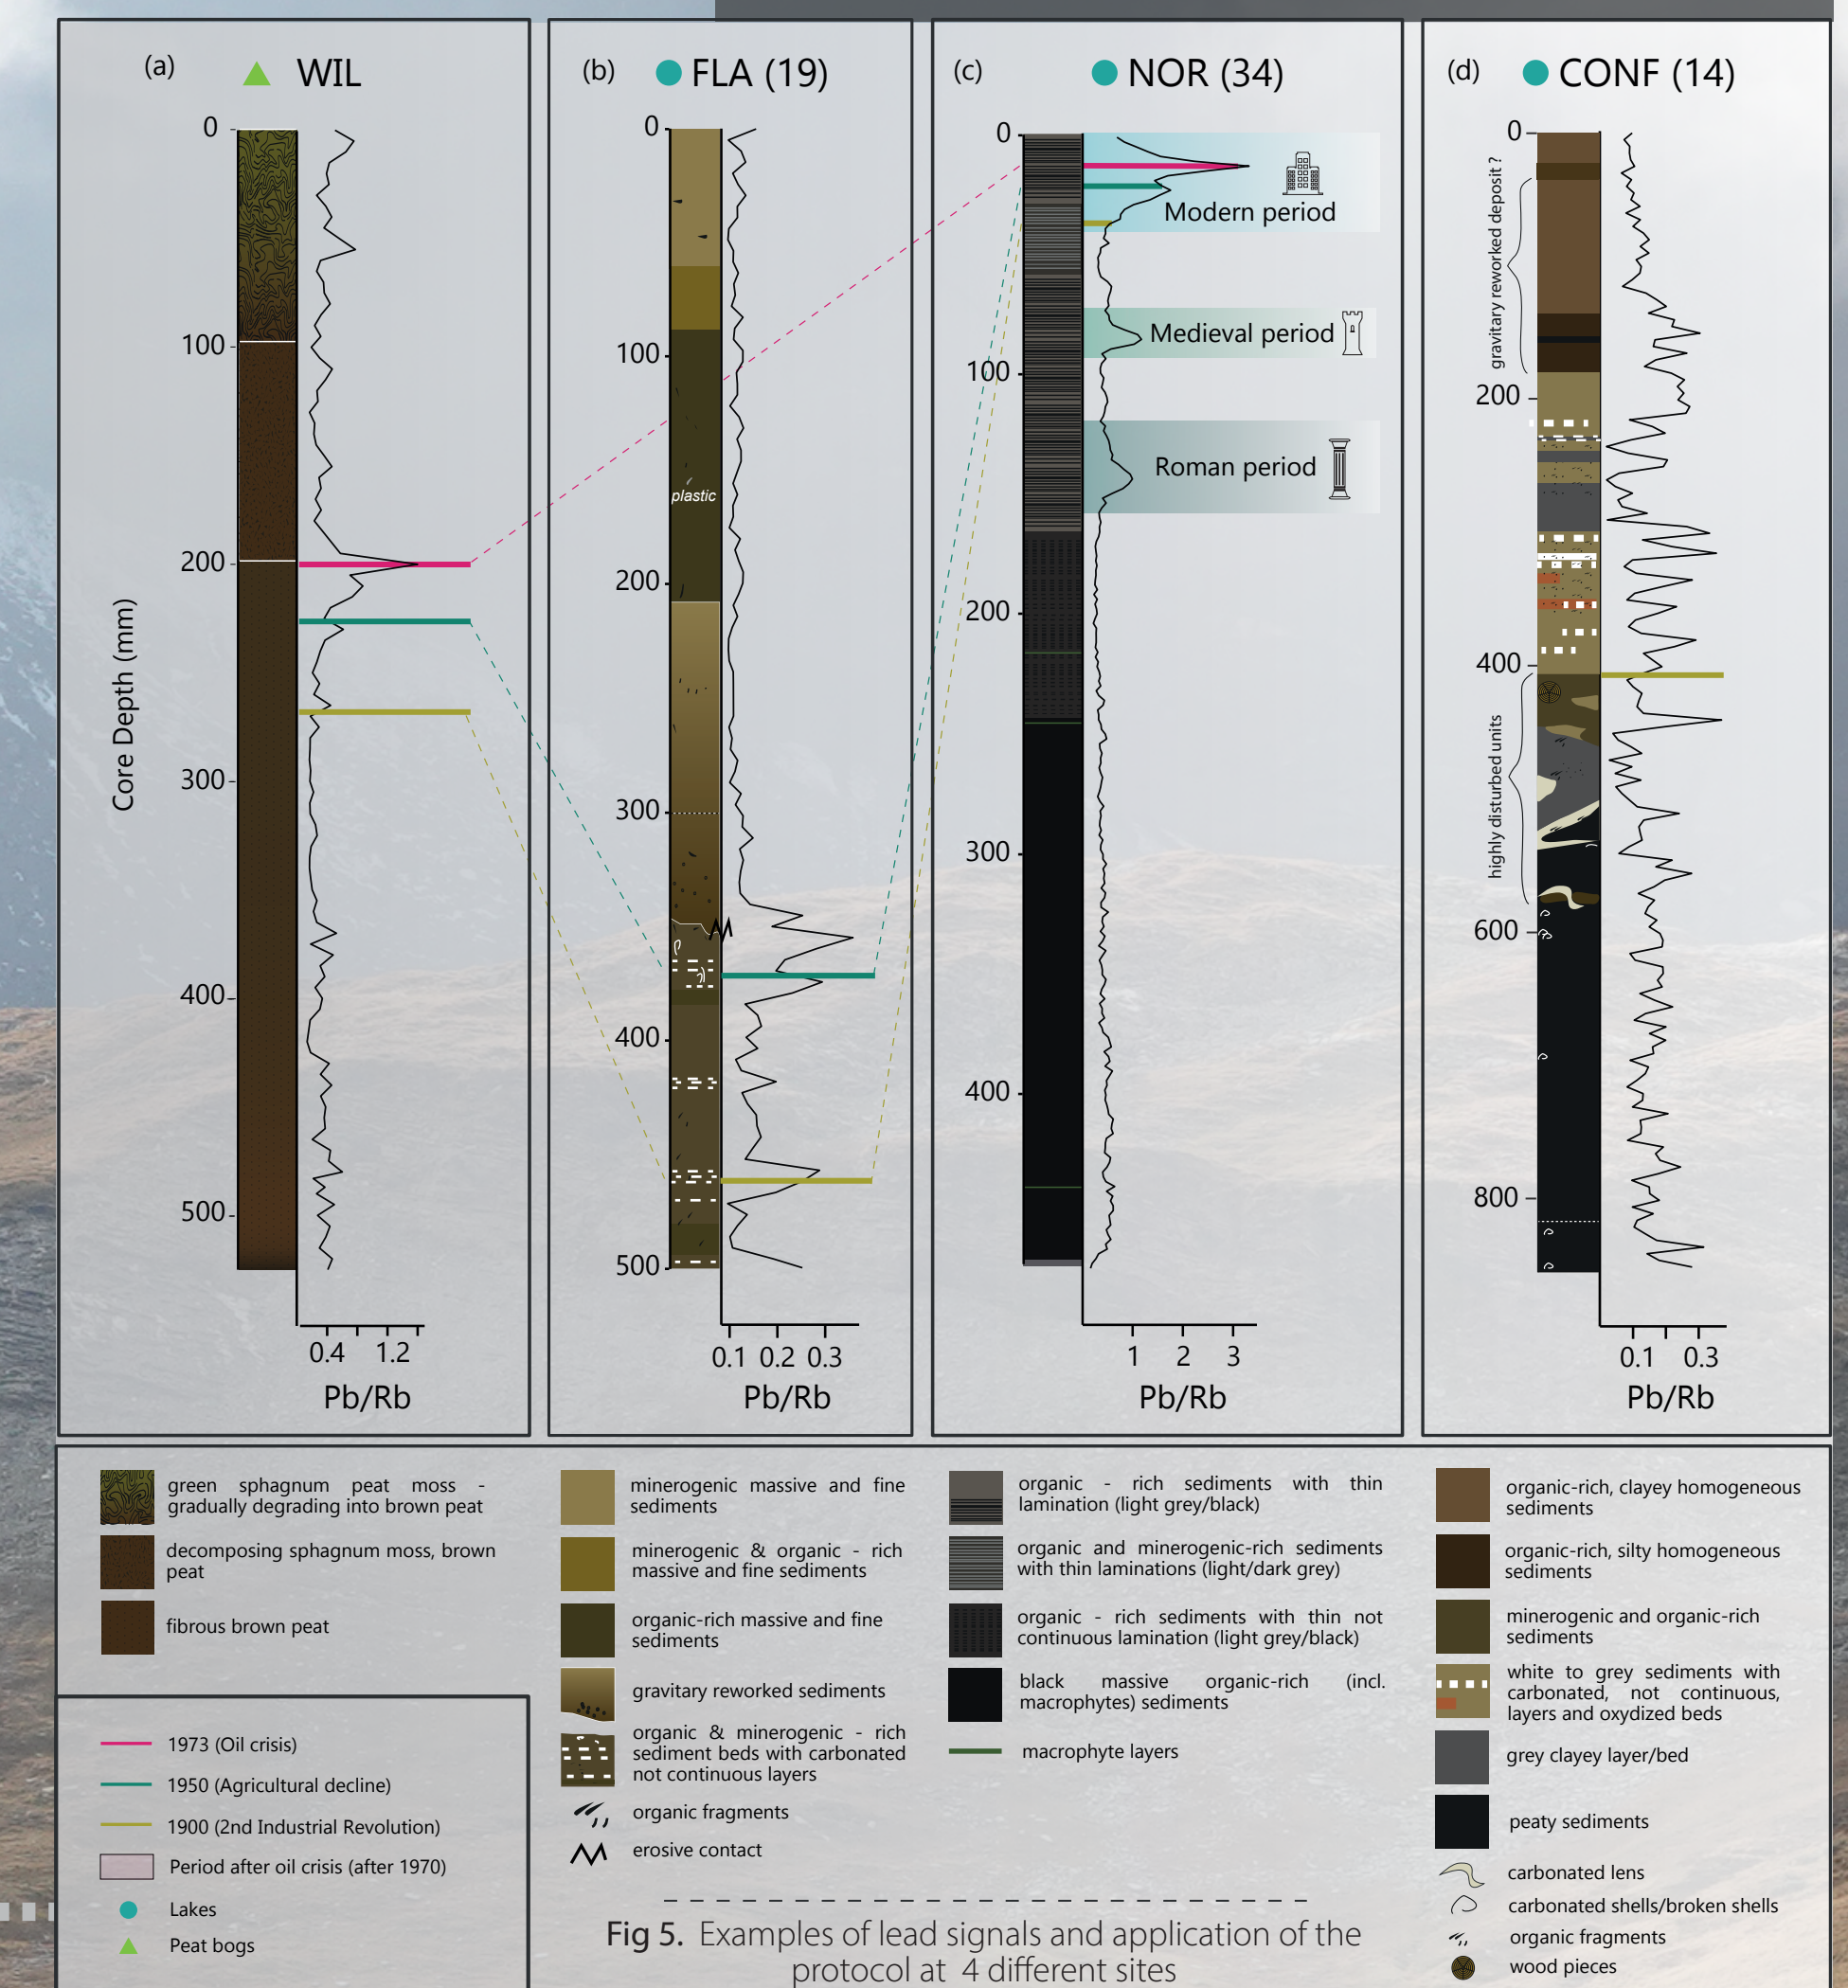 (a) WIL
(b) FLA (19)
(c) NOR (34)
(d) CONF (14)
Core Depth (mm)
0
100
200
300
400
500
0.4 1.2
Pb/Rb
0
100
200
300
400
500
plastic
0.1 0.2 0.3
Pb/Rb
0
100
200
300
400
Modern period
Medieval period
Roman period
1 2 3
Pb/Rb
0
200
400
600
800
gravitary reworked deposit ?
highly disturbed units
0.1 0.3
Pb/Rb
green sphagnum peat moss -
gradually degrading into brown peat
decomposing sphagnum moss, brown
peat
fibrous brown peat
1973 (Oil crisis)
1950 (Agricultural decline)
1900 (2nd Industrial Revolution)
Period after oil crisis (after 1970)
Lakes
Peat bogs
minerogenic massive and fine
sediments
minerogenic & organic - rich
massive and fine sediments
organic-rich massive and fine
sediments
gravitary reworked sediments
organic & minerogenic - rich
sediment beds with carbonated
not continuous layers
organic fragments
erosive contact
organic - rich sediments with thin
lamination (light grey/black)
organic and minerogenic-rich sediments
with thin laminations (light/dark grey)
organic - rich sediments with thin not
continuous lamination (light grey/black)
black massive organic-rich (incl.
macrophytes) sediments
macrophyte layers
organic-rich, clayey homogeneous
sediments
organic-rich, silty homogeneous
sediments
minerogenic and organic-rich
sediments
white to grey sediments with
carbonated, not continuous,
layers and oxydized beds
grey clayey layer/bed
peaty sediments
carbonated lens
carbonated shells/broken shells
organic fragments
wood pieces
Fig 5. Examples of lead signals and application of the
protocol at 4 different sites